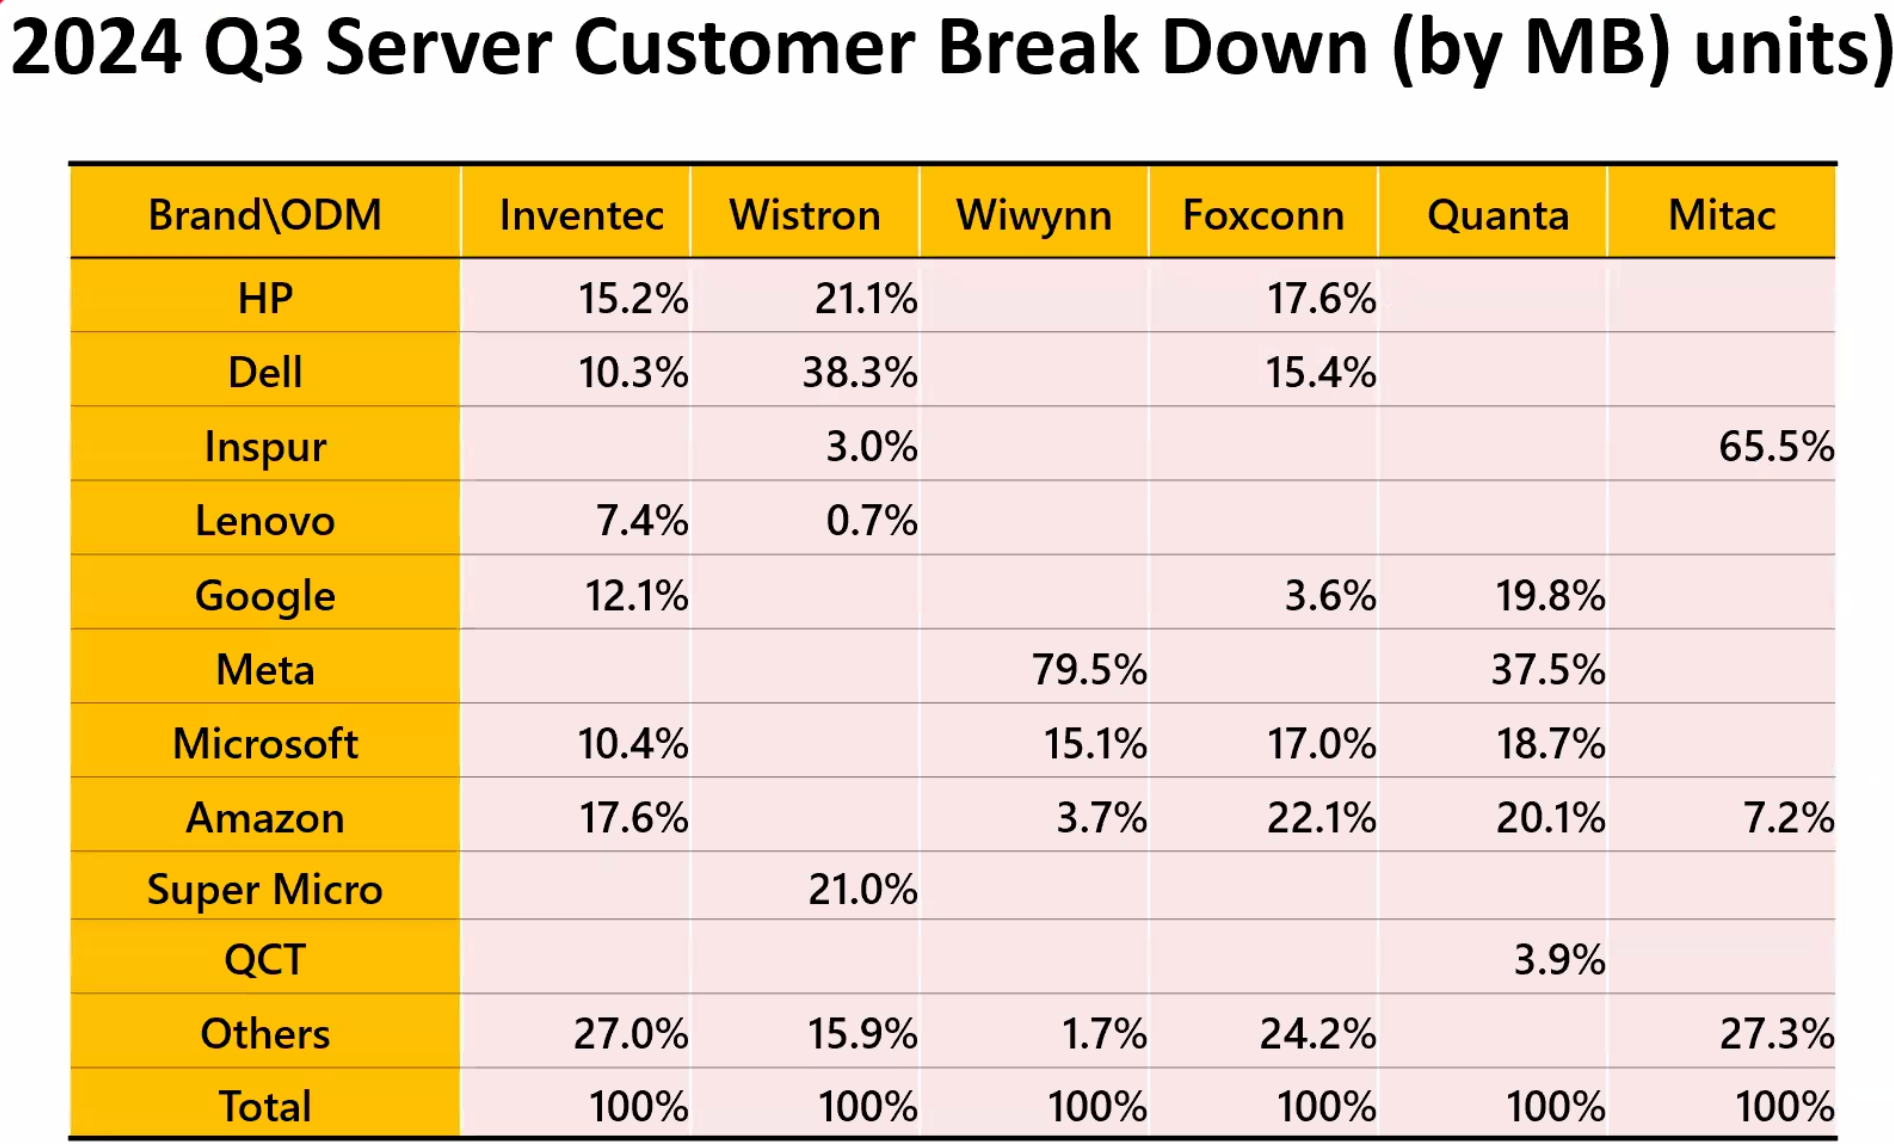 2024 Q3 Server Customer Break Down (by MB) units)
Brand\ODM Inventec Wistron Wiwynn Foxconn Quanta Mitac
HP 15.2% 21.1% 17.6%
Dell 10.3% 38.3% 15.4%
Inspur 3.0% 65.5%
Lenovo 7.4% 0.7%
Google 12.1% 3.6% 19.8%
Meta 79.5% 37.5%
Microsoft 10.4% 15.1% 17.0% 18.7%
Amazon 17.6% 3.7% 22.1% 20.1% 7.2%
Super Micro 21.0%
QCT 3.9%
Others 27.0% 15.9% 1.7% 24.2% 27.3%
Total 100% 100% 100% 100% 100% 100%